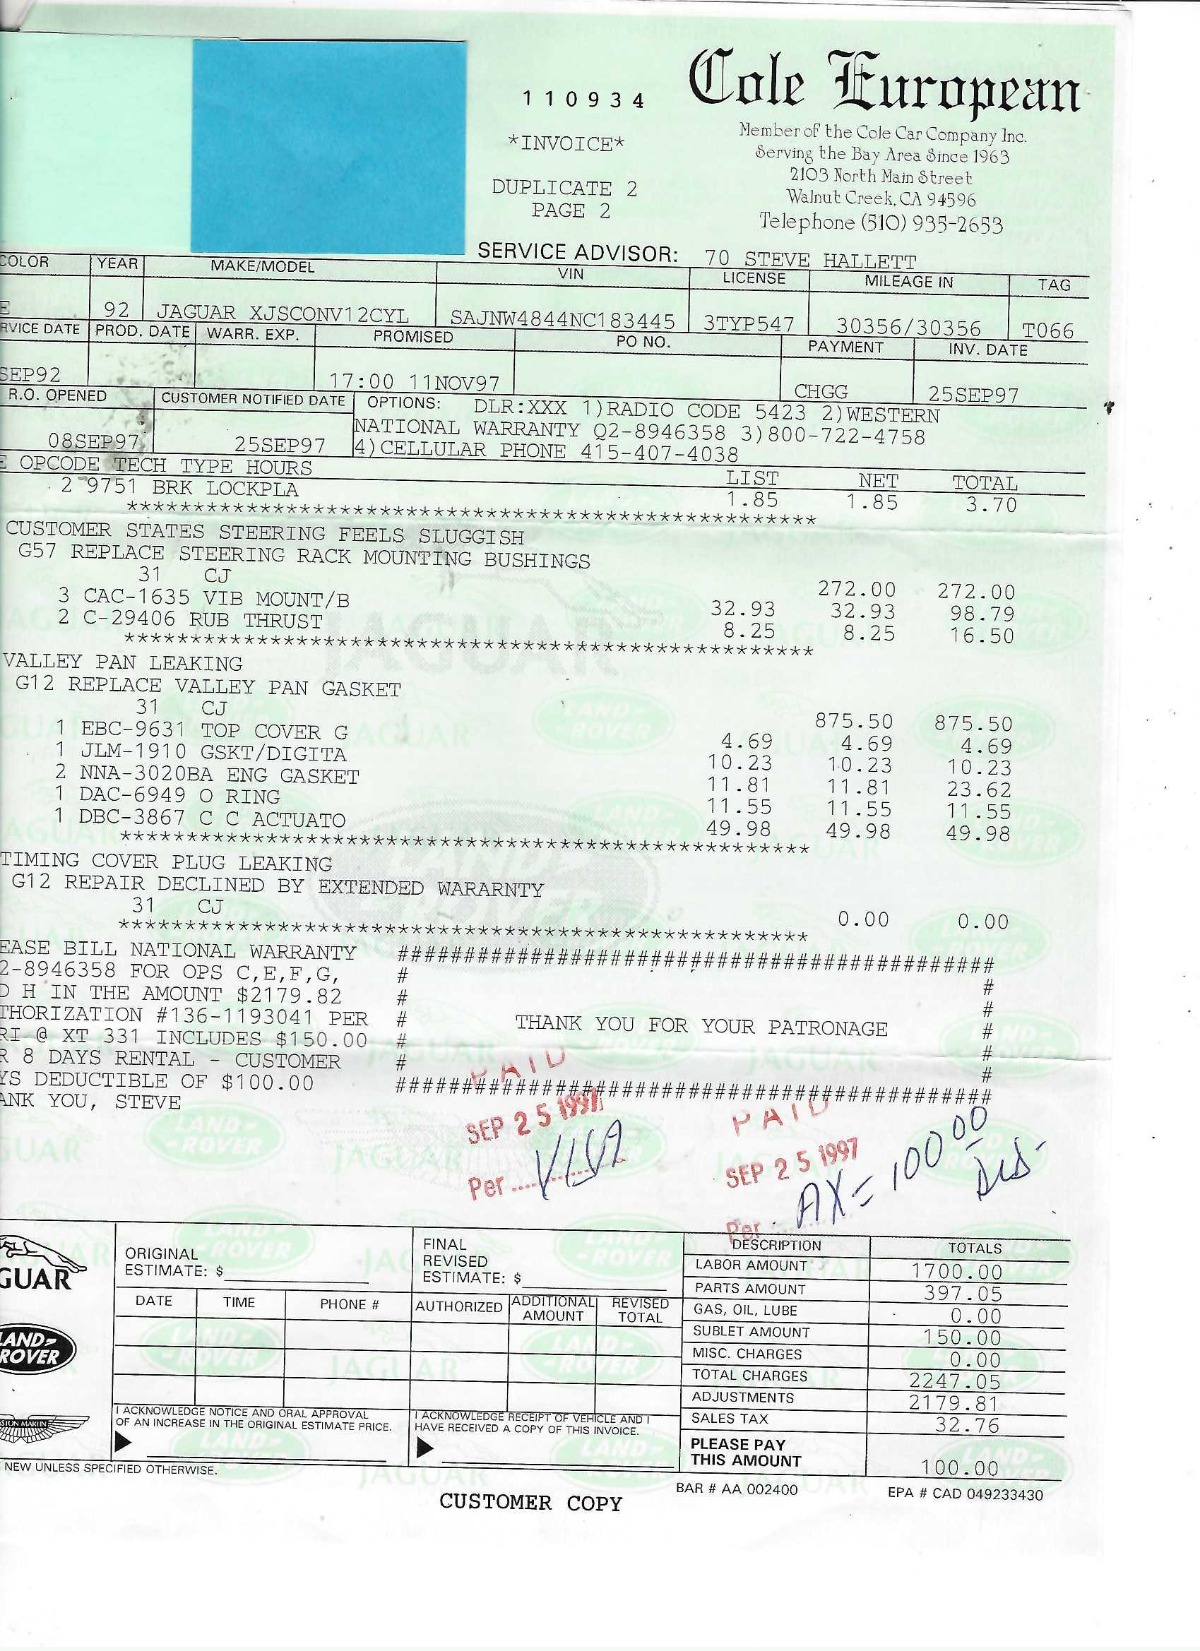 110934
Cole European
*INVOICE*
Member of the Cole Car Company Inc.
Serving the Bay Area Since 1963
DUPLICATE 2
2103 North Main Street
PAGE 2
Walnut Creek, CA 94596
Telephone (510) 935-2653
SERVICE ADVISOR: 70 STEVE HALLETT
COLOR YEAR MAKE/MODEL VIN LICENSE MILEAGE IN TAG
E 92 JAGUAR XJSCONV12CYL SAJNW4844NC183445 3TYP547 30356/30356 T066
RVICE DATE PROD. DATE WARR. EXP. PROMISED PO NO. PAYMENT INV. DATE
SEP92 17:00 11NOV97 CHGG 25SEP97
R.O. OPENED CUSTOMER NOTIFIED DATE OPTIONS: DLR:XXX 1)RADIO CODE 5423 2)WESTERN
NATIONAL WARRANTY Q2-8946358 3)800-722-4758
08SEP97 25SEP97 4)CELLULAR PHONE 415-407-4038
E OPCODE TECH TYPE HOURS LIST NET TOTAL
2 9751 BRK LOCKPLA 1.85 1.85 3.70
****************************************************
CUSTOMER STATES STEERING FEELS SLUGGISH
G57 REPLACE STEERING RACK MOUNTING BUSHINGS
31 CJ 272.00 272.00
3 CAC-1635 VIB MOUNT/B 32.93 32.93 98.79
2 C-29406 RUB THRUST 8.25 8.25 16.50
****************************************************
VALLEY PAN LEAKING
G12 REPLACE VALLEY PAN GASKET
31 CJ 875.50 875.50
1 EBC-9631 TOP COVER G 4.69 4.69 4.69
1 JLM-1910 GSKT/DIGITA 10.23 10.23 10.23
2 NNA-3020BA ENG GASKET 11.81 11.81 23.62
1 DAC-6949 O RING 11.55 11.55 11.55
1 DBC-3867 C C ACTUATO 49.98 49.98 49.98
****************************************************
TIMING COVER PLUG LEAKING
G12 REPAIR DECLINED BY EXTENDED WARARNTY
31 CJ 0.00 0.00
****************************************************
EASE BILL NATIONAL WARRANTY #############################################
2-8946358 FOR OPS C,E,F,G, # #
D H IN THE AMOUNT $2179.82 # #
THORIZATION #136-1193041 PER # THANK YOU FOR YOUR PATRONAGE #
RI @ XT 331 INCLUDES $150.00 # #
R 8 DAYS RENTAL - CUSTOMER # #
YS DEDUCTIBLE OF $100.00 #############################################
ANK YOU, STEVE
PAID
SEP 25 1997
Per VISA
PAID
SEP 25 1997
Per AX = 100 00
Ded.
GUAR
LAND-ROVER
STON MARTIN
ORIGINAL ESTIMATE: $
FINAL REVISED ESTIMATE: $
DATE TIME PHONE # AUTHORIZED ADDITIONAL AMOUNT REVISED TOTAL
I ACKNOWLEDGE NOTICE AND ORAL APPROVAL
OF AN INCREASE IN THE ORIGINAL ESTIMATE PRICE.
I ACKNOWLEDGE RECEIPT OF VEHICLE AND I
HAVE RECEIVED A COPY OF THIS INVOICE.
NEW UNLESS SPECIFIED OTHERWISE.
DESCRIPTION TOTALS
LABOR AMOUNT 1700.00
PARTS AMOUNT 397.05
GAS, OIL, LUBE 0.00
SUBLET AMOUNT 150.00
MISC. CHARGES 0.00
TOTAL CHARGES 2247.05
ADJUSTMENTS 2179.81
SALES TAX 32.76
PLEASE PAY
THIS AMOUNT 100.00
BAR # AA 002400 EPA # CAD 049233430
CUSTOMER COPY